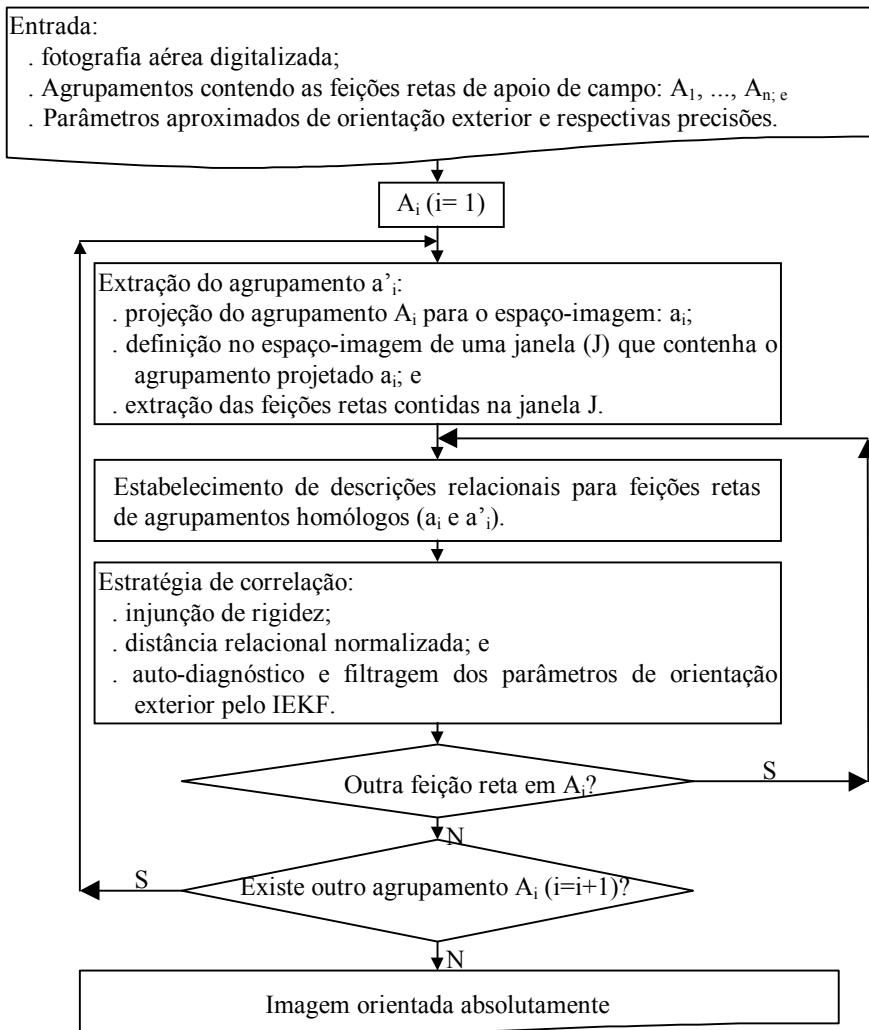 Entrada:
. fotografia aérea digitalizada;
. Agrupamentos contendo as feições retas de apoio de campo: A1, ..., An; e
. Parâmetros aproximados de orientação exterior e respectivas precisões.
Ai (i= 1)
Extração do agrupamento a’i:
. projeção do agrupamento Ai para o espaço-imagem: ai;
. definição no espaço-imagem de uma janela (J) que contenha o
agrupamento projetado ai; e
. extração das feições retas contidas na janela J.
Estabelecimento de descrições relacionais para feições retas
de agrupamentos homólogos (ai e a’i).
Estratégia de correlação:
. injunção de rigidez;
. distância relacional normalizada; e
. auto-diagnóstico e filtragem dos parâmetros de orientação
exterior pelo IEKF.
Outra feição reta em Ai?
S
N
Existe outro agrupamento Ai (i=i+1)?
S
N
Imagem orientada absolutamente